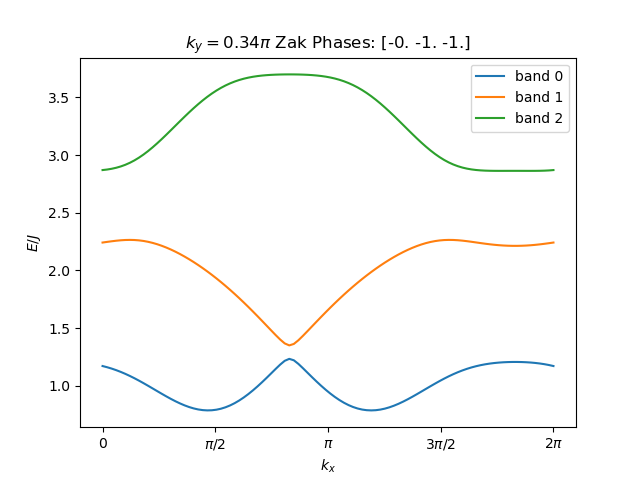 k_y = 0.34π Zak Phases: [-0. -1. -1.]
band 0
band 1
band 2
3.5
3.0
2.5
2.0
1.5
1.0
E/J
0 π/2 π 3π/2 2π
k_x